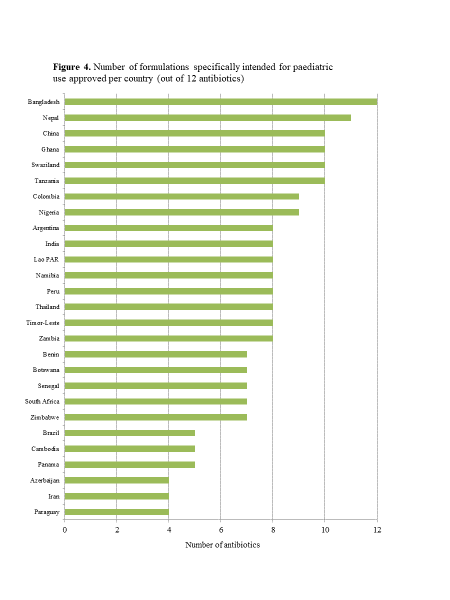 Figure 4. Number of formulations specifically intended for paediatric
use approved per country (out of 12 antibiotics)
Bangladesh
Nepal
China
Ghana
Swaziland
Tanzania
Colombia
Nigeria
Argentina
India
Lao PAR
Namibia
Peru
Thailand
Timor-Leste
Zambia
Benin
Botswana
Senegal
South Africa
Zimbabwe
Brazil
Cambodia
Panama
Azerbaijan
Iran
Paraguay
0 2 4 6 8 10 12
Number of antibiotics